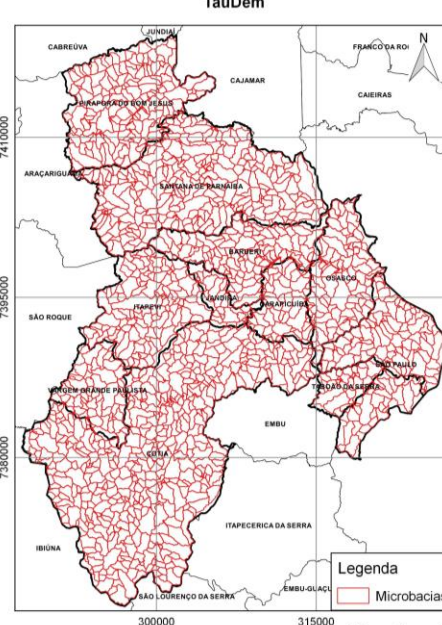 TauDem
JUNDIA
CABREÚVA
N
FRANCO DA RO
CAJAMAR
CAIEIRAS
PIRAPORA DO BOM JESUS
7410000
ARAÇARIGUAMA
SANTANA DE PARNAÍBA
BARUERI
OSASCO
7395000
JANDIRA
CARAPICUIBA
ITAPEVI
SÃO ROQUE
SÃO PAULO
TABOÃO DA SERRA
VARGEM GRANDE PAULISTA
EMBU
COTIA
7380000
ITAPECERICA DA SERRA
IBIÚNA
Legenda
Microbacias
EMBU-GUAÇU
SÃO LOURENÇO DA SERRA
300000
315000